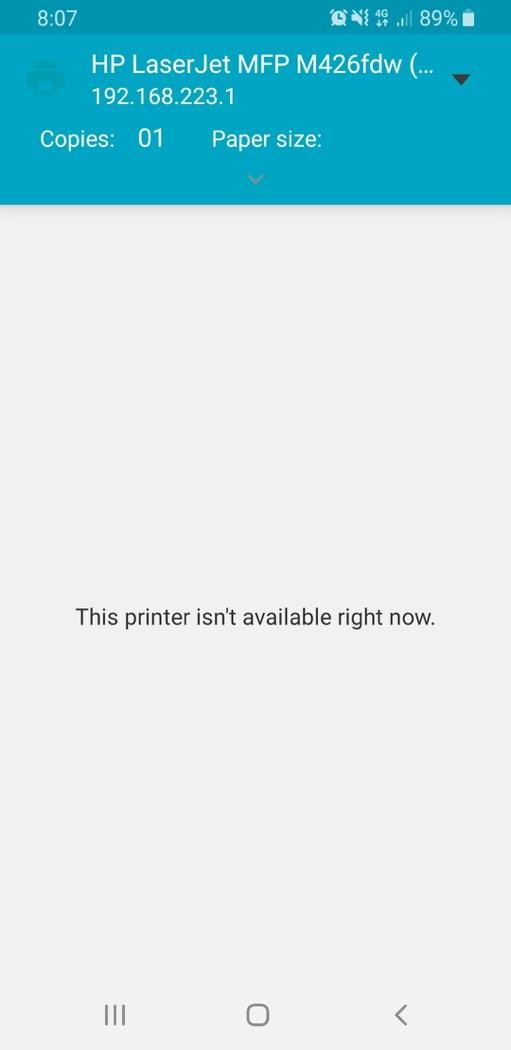 8:07 4G 89%
HP LaserJet MFP M426fdw (...
192.168.223.1
Copies: 01 Paper size:
This printer isn't available right now.